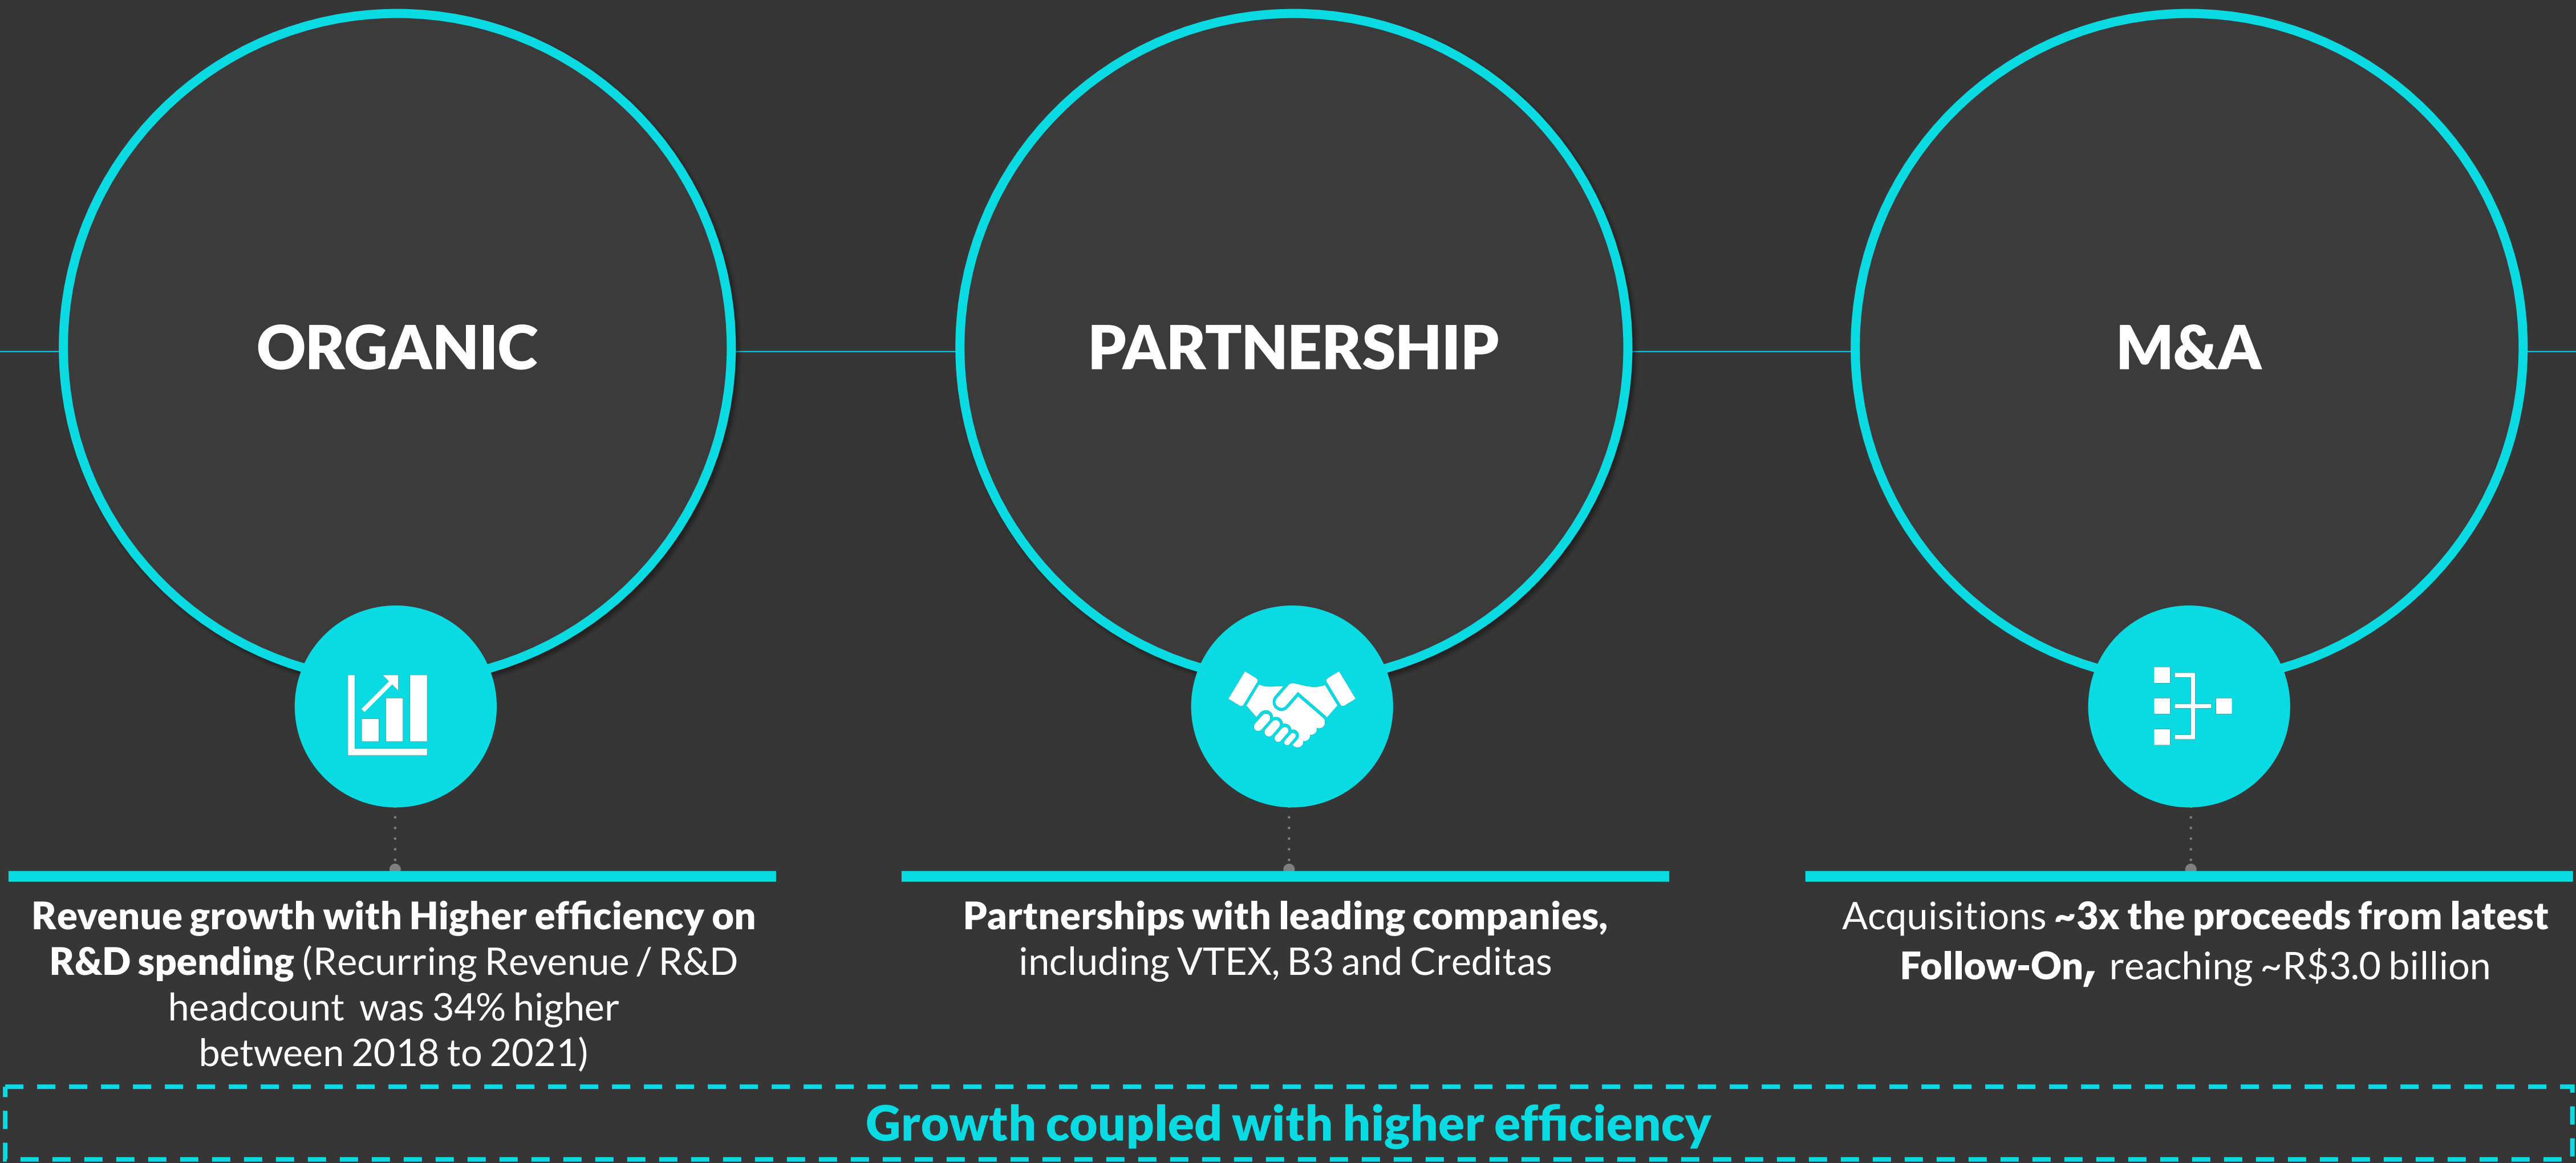 ORGANIC
PARTNERSHIP
M&A
Revenue growth with Higher efficiency on
R&D spending (Recurring Revenue / R&D
headcount was 34% higher
between 2018 to 2021)
Partnerships with leading companies,
including VTEX, B3 and Creditas
Acquisitions ~3x the proceeds from latest
Follow-On, reaching ~R$3.0 billion
Growth coupled with higher efficiency